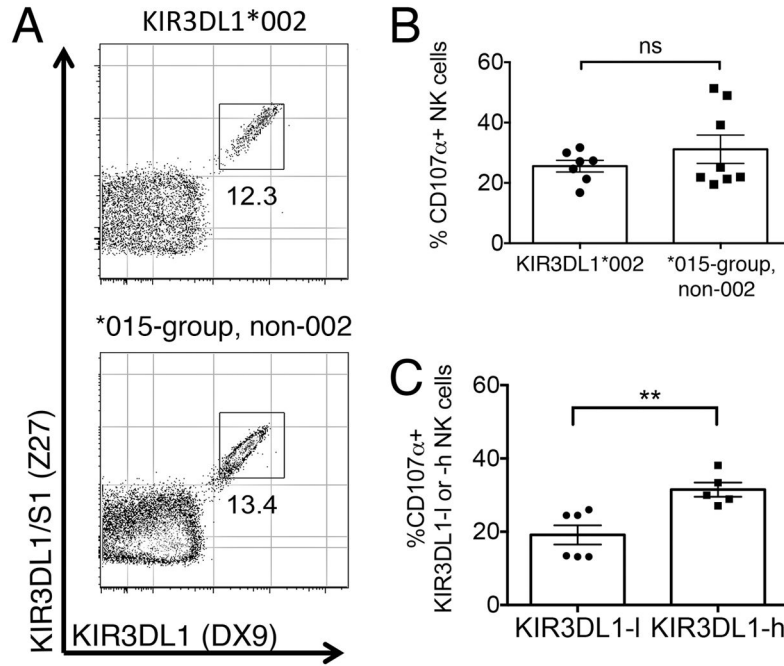 A
KIR3DL1*002
12.3
*015-group, non-002
13.4
KIR3DL1/S1 (Z27)
KIR3DL1 (DX9)
B
ns
% CD107α+ NK cells
60
40
20
0
KIR3DL1*002
*015-group,
non-002
C
**
%CD107α+
KIR3DL1-l or -h NK cells
60
40
20
0
KIR3DL1-l KIR3DL1-h